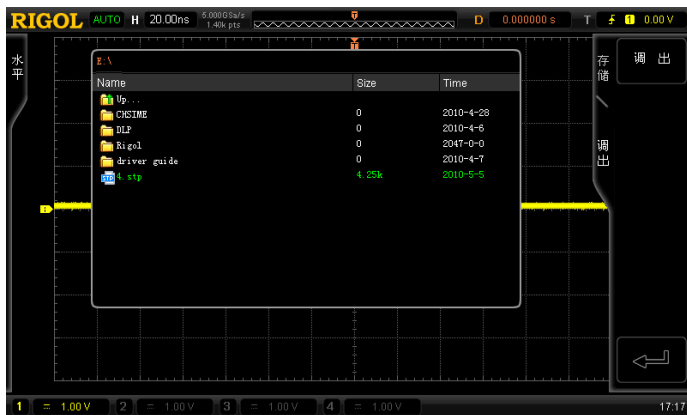 RIGOL AUTO H 20.00ns 5.000GSa/s 1.40k pts D 0.000000 s T 1 0.00 V
T
水平
E:\
Name Size Time
Up...
CHSIME 0 2010-4-28
DLP 0 2010-4-6
Rigol 0 2047-0-0
driver guide 0 2010-4-7
4.stp 4.25k 2010-5-5
存储
调出
调出
1 = 1.00 V 2 = 1.00 V 3 = 1.00 V 4 = 1.00 V 17:17